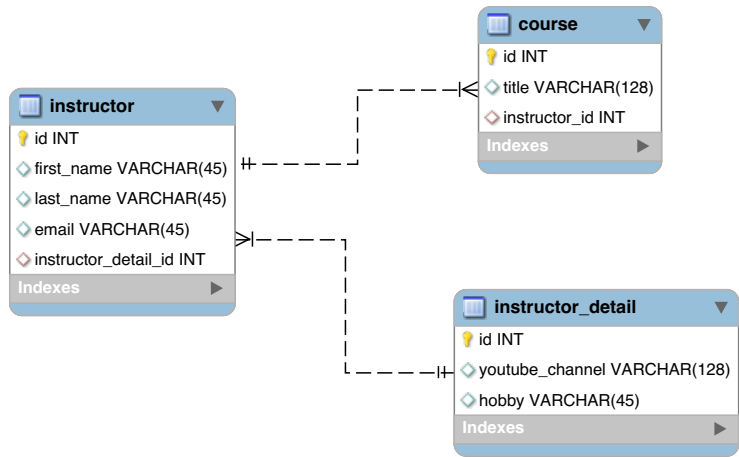 instructor
id INT
first_name VARCHAR(45)
last_name VARCHAR(45)
email VARCHAR(45)
instructor_detail_id INT
Indexes
course
id INT
title VARCHAR(128)
instructor_id INT
Indexes
instructor_detail
id INT
youtube_channel VARCHAR(128)
hobby VARCHAR(45)
Indexes